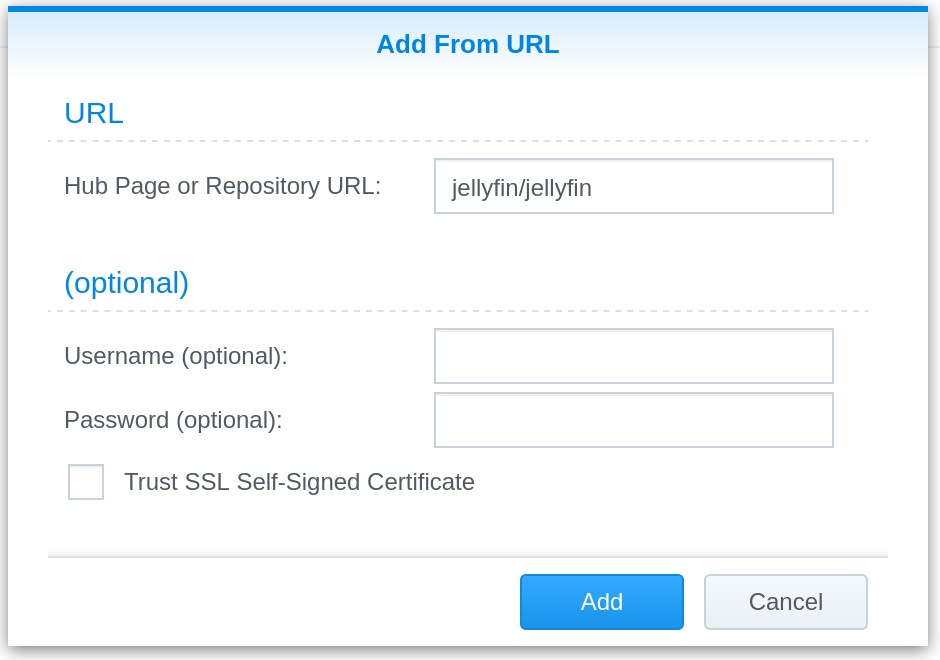 Add From URL
URL
Hub Page or Repository URL: jellyfin/jellyfin
(optional)
Username (optional):
Password (optional):
Trust SSL Self-Signed Certificate
Add Cancel